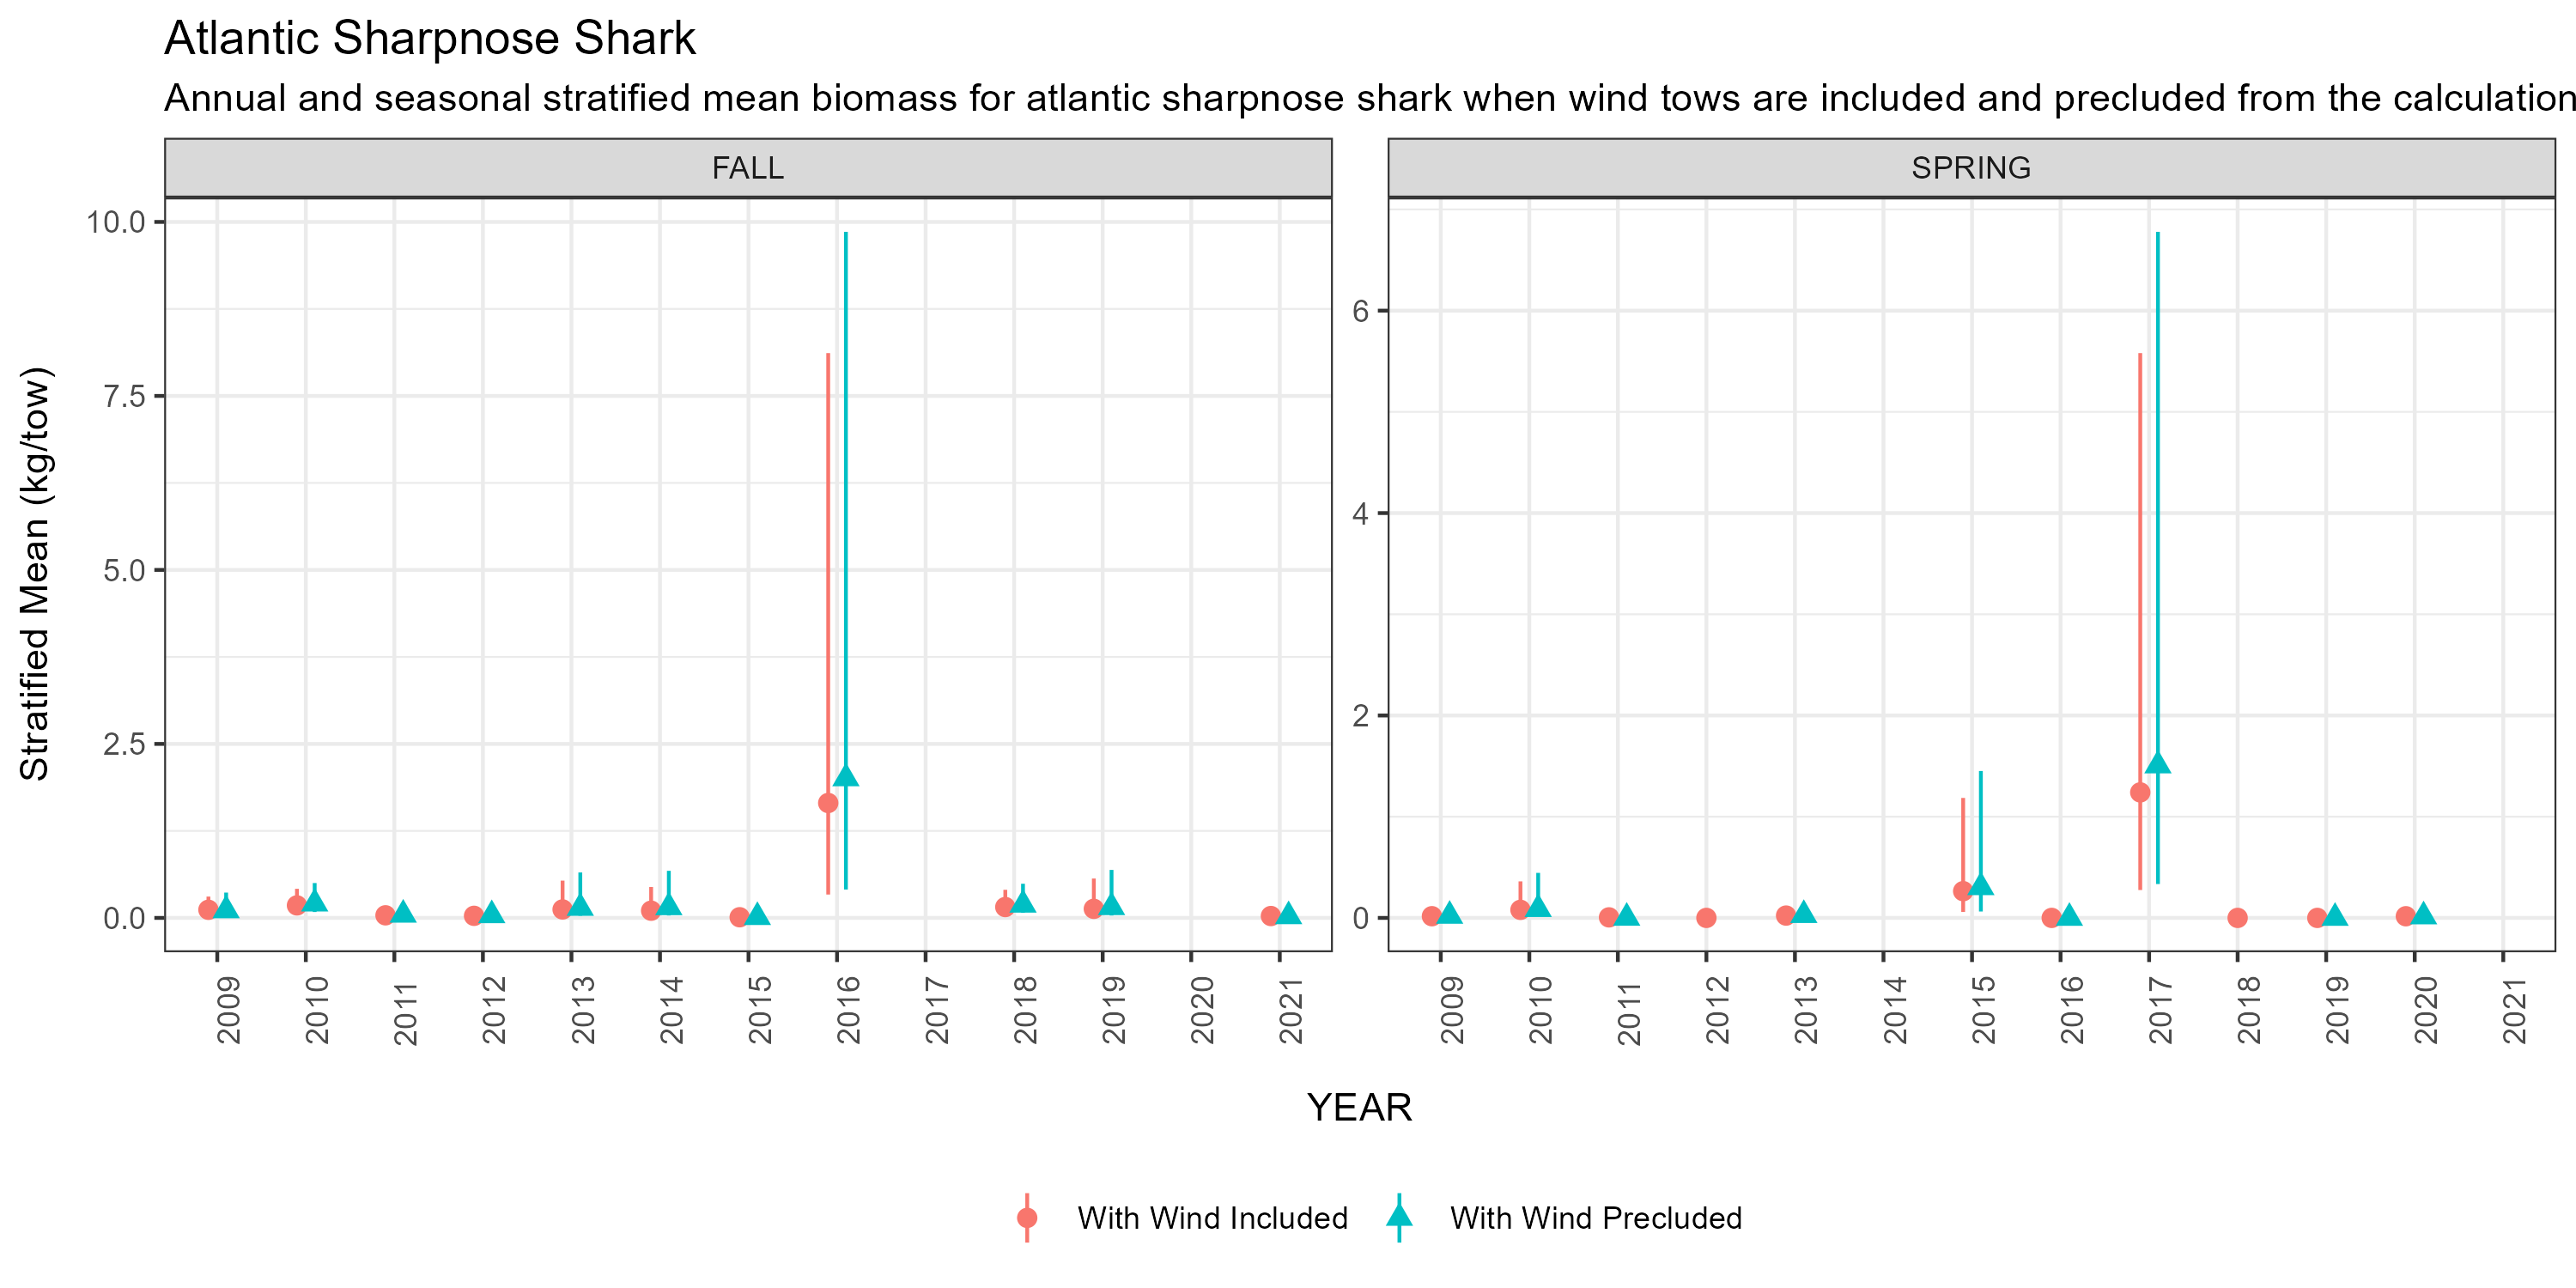 Atlantic Sharpnose Shark
Annual and seasonal stratified mean biomass for atlantic sharpnose shark when wind tows are included and precluded from the calculation
FALL
SPRING
Stratified Mean (kg/tow)
10.0
7.5
5.0
2.5
0.0
6
4
2
0
2009 2010 2011 2012 2013 2014 2015 2016 2017 2018 2019 2020 2021
2009 2010 2011 2012 2013 2014 2015 2016 2017 2018 2019 2020 2021
YEAR
With Wind Included
With Wind Precluded